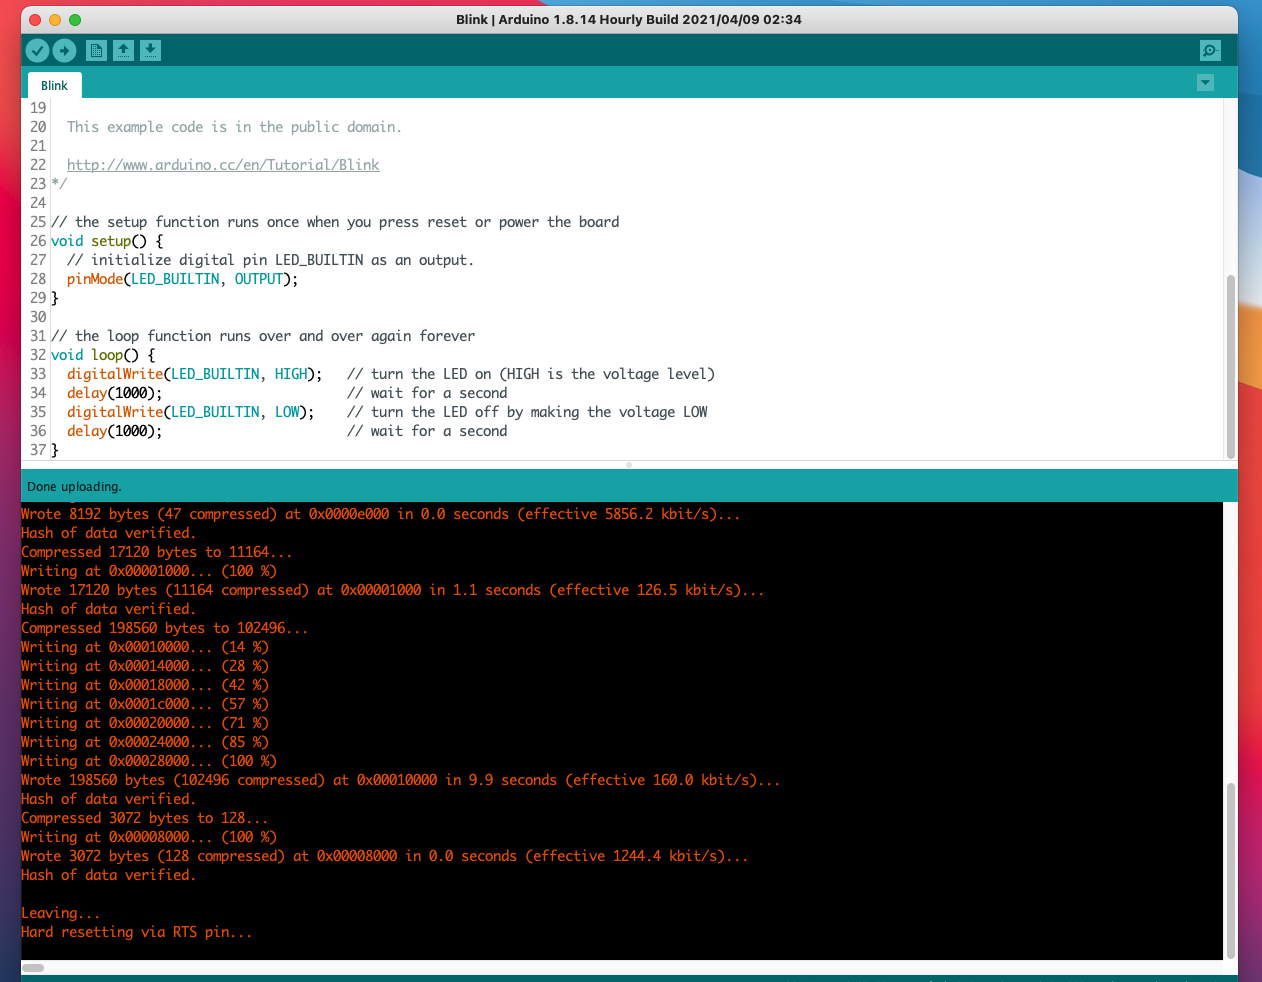 Blink | Arduino 1.8.14 Hourly Build 2021/04/09 02:34
Blink
19
20   This example code is in the public domain.
21
22   http://www.arduino.cc/en/Tutorial/Blink
23 */
24
25 // the setup function runs once when you press reset or power the board
26 void setup() {
27   // initialize digital pin LED_BUILTIN as an output.
28   pinMode(LED_BUILTIN, OUTPUT);
29 }
30
31 // the loop function runs over and over again forever
32 void loop() {
33   digitalWrite(LED_BUILTIN, HIGH);   // turn the LED on (HIGH is the voltage level)
34   delay(1000);                       // wait for a second
35   digitalWrite(LED_BUILTIN, LOW);    // turn the LED off by making the voltage LOW
36   delay(1000);                       // wait for a second
37 }
Done uploading.
Wrote 8192 bytes (47 compressed) at 0x0000e000 in 0.0 seconds (effective 5856.2 kbit/s)...
Hash of data verified.
Compressed 17120 bytes to 11164...
Writing at 0x00001000... (100 %)
Wrote 17120 bytes (11164 compressed) at 0x00001000 in 1.1 seconds (effective 126.5 kbit/s)...
Hash of data verified.
Compressed 198560 bytes to 102496...
Writing at 0x00010000... (14 %)
Writing at 0x00014000... (28 %)
Writing at 0x00018000... (42 %)
Writing at 0x0001c000... (57 %)
Writing at 0x00020000... (71 %)
Writing at 0x00024000... (85 %)
Writing at 0x00028000... (100 %)
Wrote 198560 bytes (102496 compressed) at 0x00010000 in 9.9 seconds (effective 160.0 kbit/s)...
Hash of data verified.
Compressed 3072 bytes to 128...
Writing at 0x00008000... (100 %)
Wrote 3072 bytes (128 compressed) at 0x00008000 in 0.0 seconds (effective 1244.4 kbit/s)...
Hash of data verified.

Leaving...
Hard resetting via RTS pin...